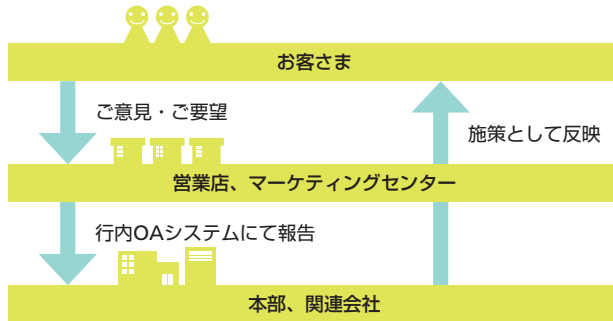 お客さま
ご意見・ご要望
施策として反映
営業店、マーケティングセンター
行内OAシステムにて報告
本部、関連会社